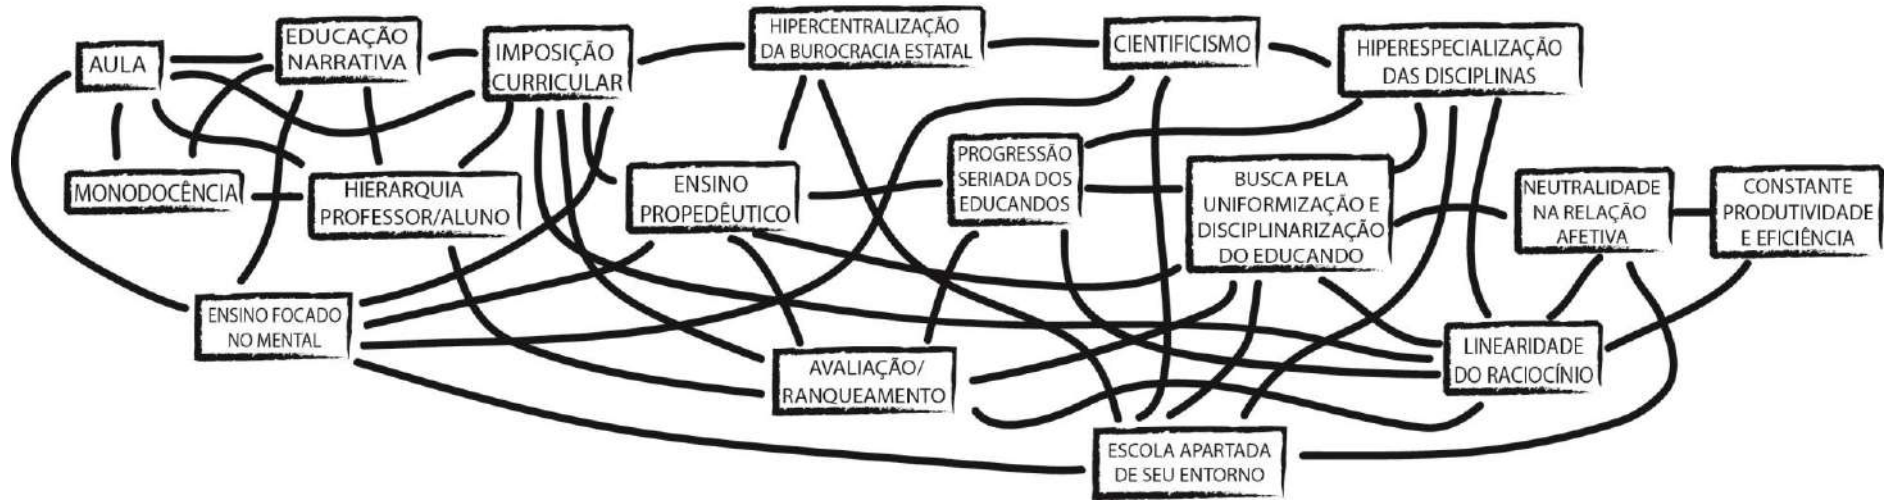 AULA
EDUCAÇÃO
NARRATIVA
IMPOSIÇÃO
CURRICULAR
HIPERCENTRALIZAÇÃO
DA BUROCRACIA ESTATAL
CIENTIFICISMO
HIPERESPECIALIZAÇÃO
DAS DISCIPLINAS
MONODOCÊNCIA
HIERARQUIA
PROFESSOR/ALUNO
ENSINO
PROPEDÊUTICO
PROGRESSÃO
SERIADA DOS
EDUCANDOS
BUSCA PELA
UNIFORMIZAÇÃO E
DISCIPLINARIZAÇÃO
DO EDUCANDO
NEUTRALIDADE
NA RELAÇÃO
AFETIVA
CONSTANTE
PRODUTIVIDADE
E EFICIÊNCIA
ENSINO FOCADO
NO MENTAL
AVALIAÇÃO/
RANQUEAMENTO
LINEARIDADE
DO RACIOCÍNIO
ESCOLA APARTADA
DE SEU ENTORNO